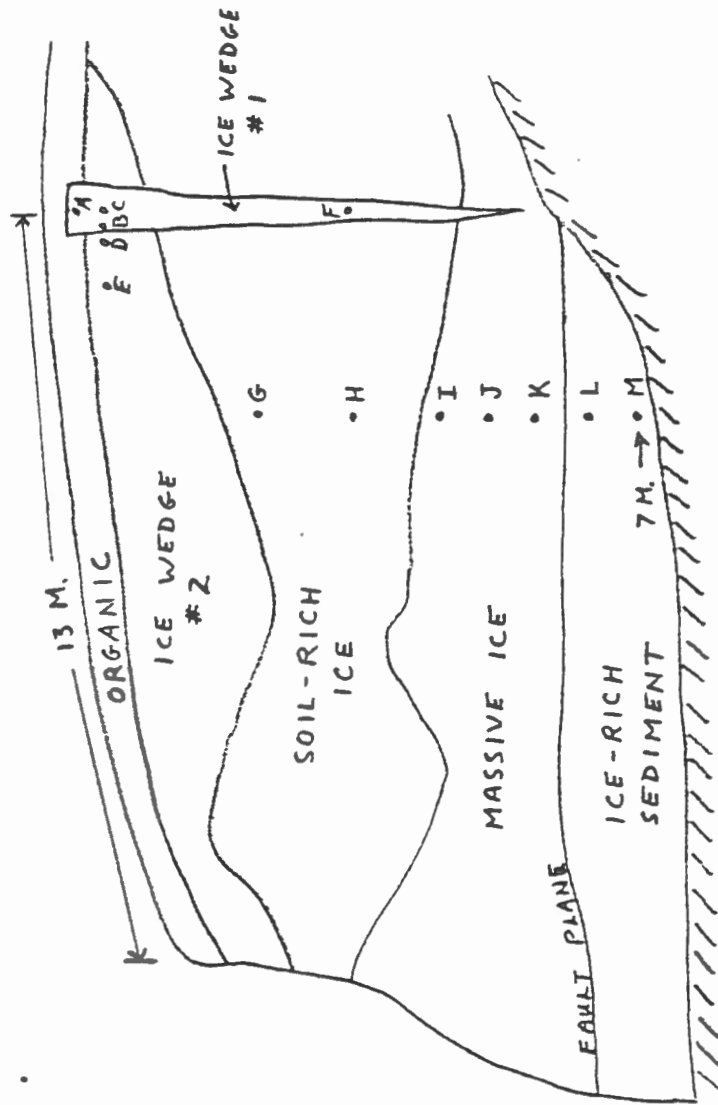 13 M.
ORGANIC
ICE WEDGE
#2
ICE WEDGE
#1
A
B C
D
E
F
G
SOIL-RICH
ICE
H
I
MASSIVE ICE
J
K
FAULT PLANE
L
ICE-RICH
SEDIMENT
7 M. → M